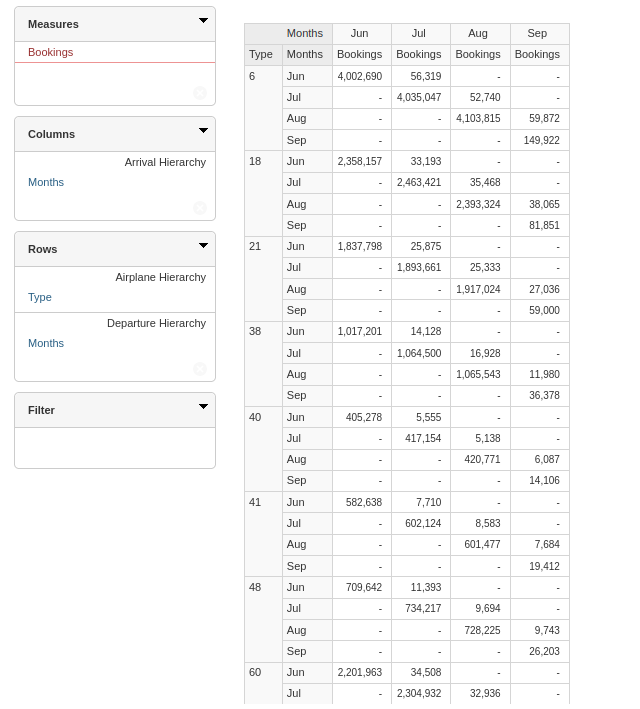 Measures
Bookings
Columns
Arrival Hierarchy
Months
Rows
Airplane Hierarchy
Type
Departure Hierarchy
Months
Filter
Months Jun Jul Aug Sep
Type Months Bookings Bookings Bookings Bookings
6 Jun 4,002,690 56,319 - -
Jul - 4,035,047 52,740 -
Aug - - 4,103,815 59,872
Sep - - - 149,922
18 Jun 2,358,157 33,193 - -
Jul - 2,463,421 35,468 -
Aug - - 2,393,324 38,065
Sep - - - 81,851
21 Jun 1,837,798 25,875 - -
Jul - 1,893,661 25,333 -
Aug - - 1,917,024 27,036
Sep - - - 59,000
38 Jun 1,017,201 14,128 - -
Jul - 1,064,500 16,928 -
Aug - - 1,065,543 11,980
Sep - - - 36,378
40 Jun 405,278 5,555 - -
Jul - 417,154 5,138 -
Aug - - 420,771 6,087
Sep - - - 14,106
41 Jun 582,638 7,710 - -
Jul - 602,124 8,583 -
Aug - - 601,477 7,684
Sep - - - 19,412
48 Jun 709,642 11,393 - -
Jul - 734,217 9,694 -
Aug - - 728,225 9,743
Sep - - - 26,203
60 Jun 2,201,963 34,508 - -
Jul - 2,304,932 32,936 -